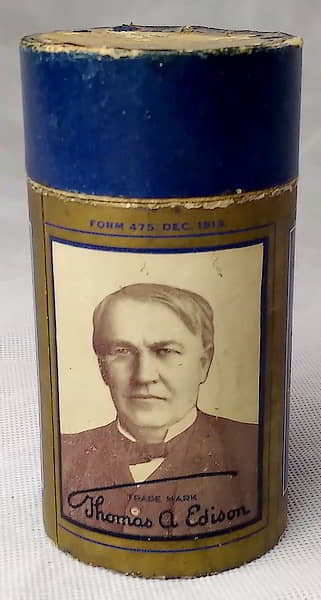 FORM 475 DEC. 1913
TRADE MARK
Thomas A Edison